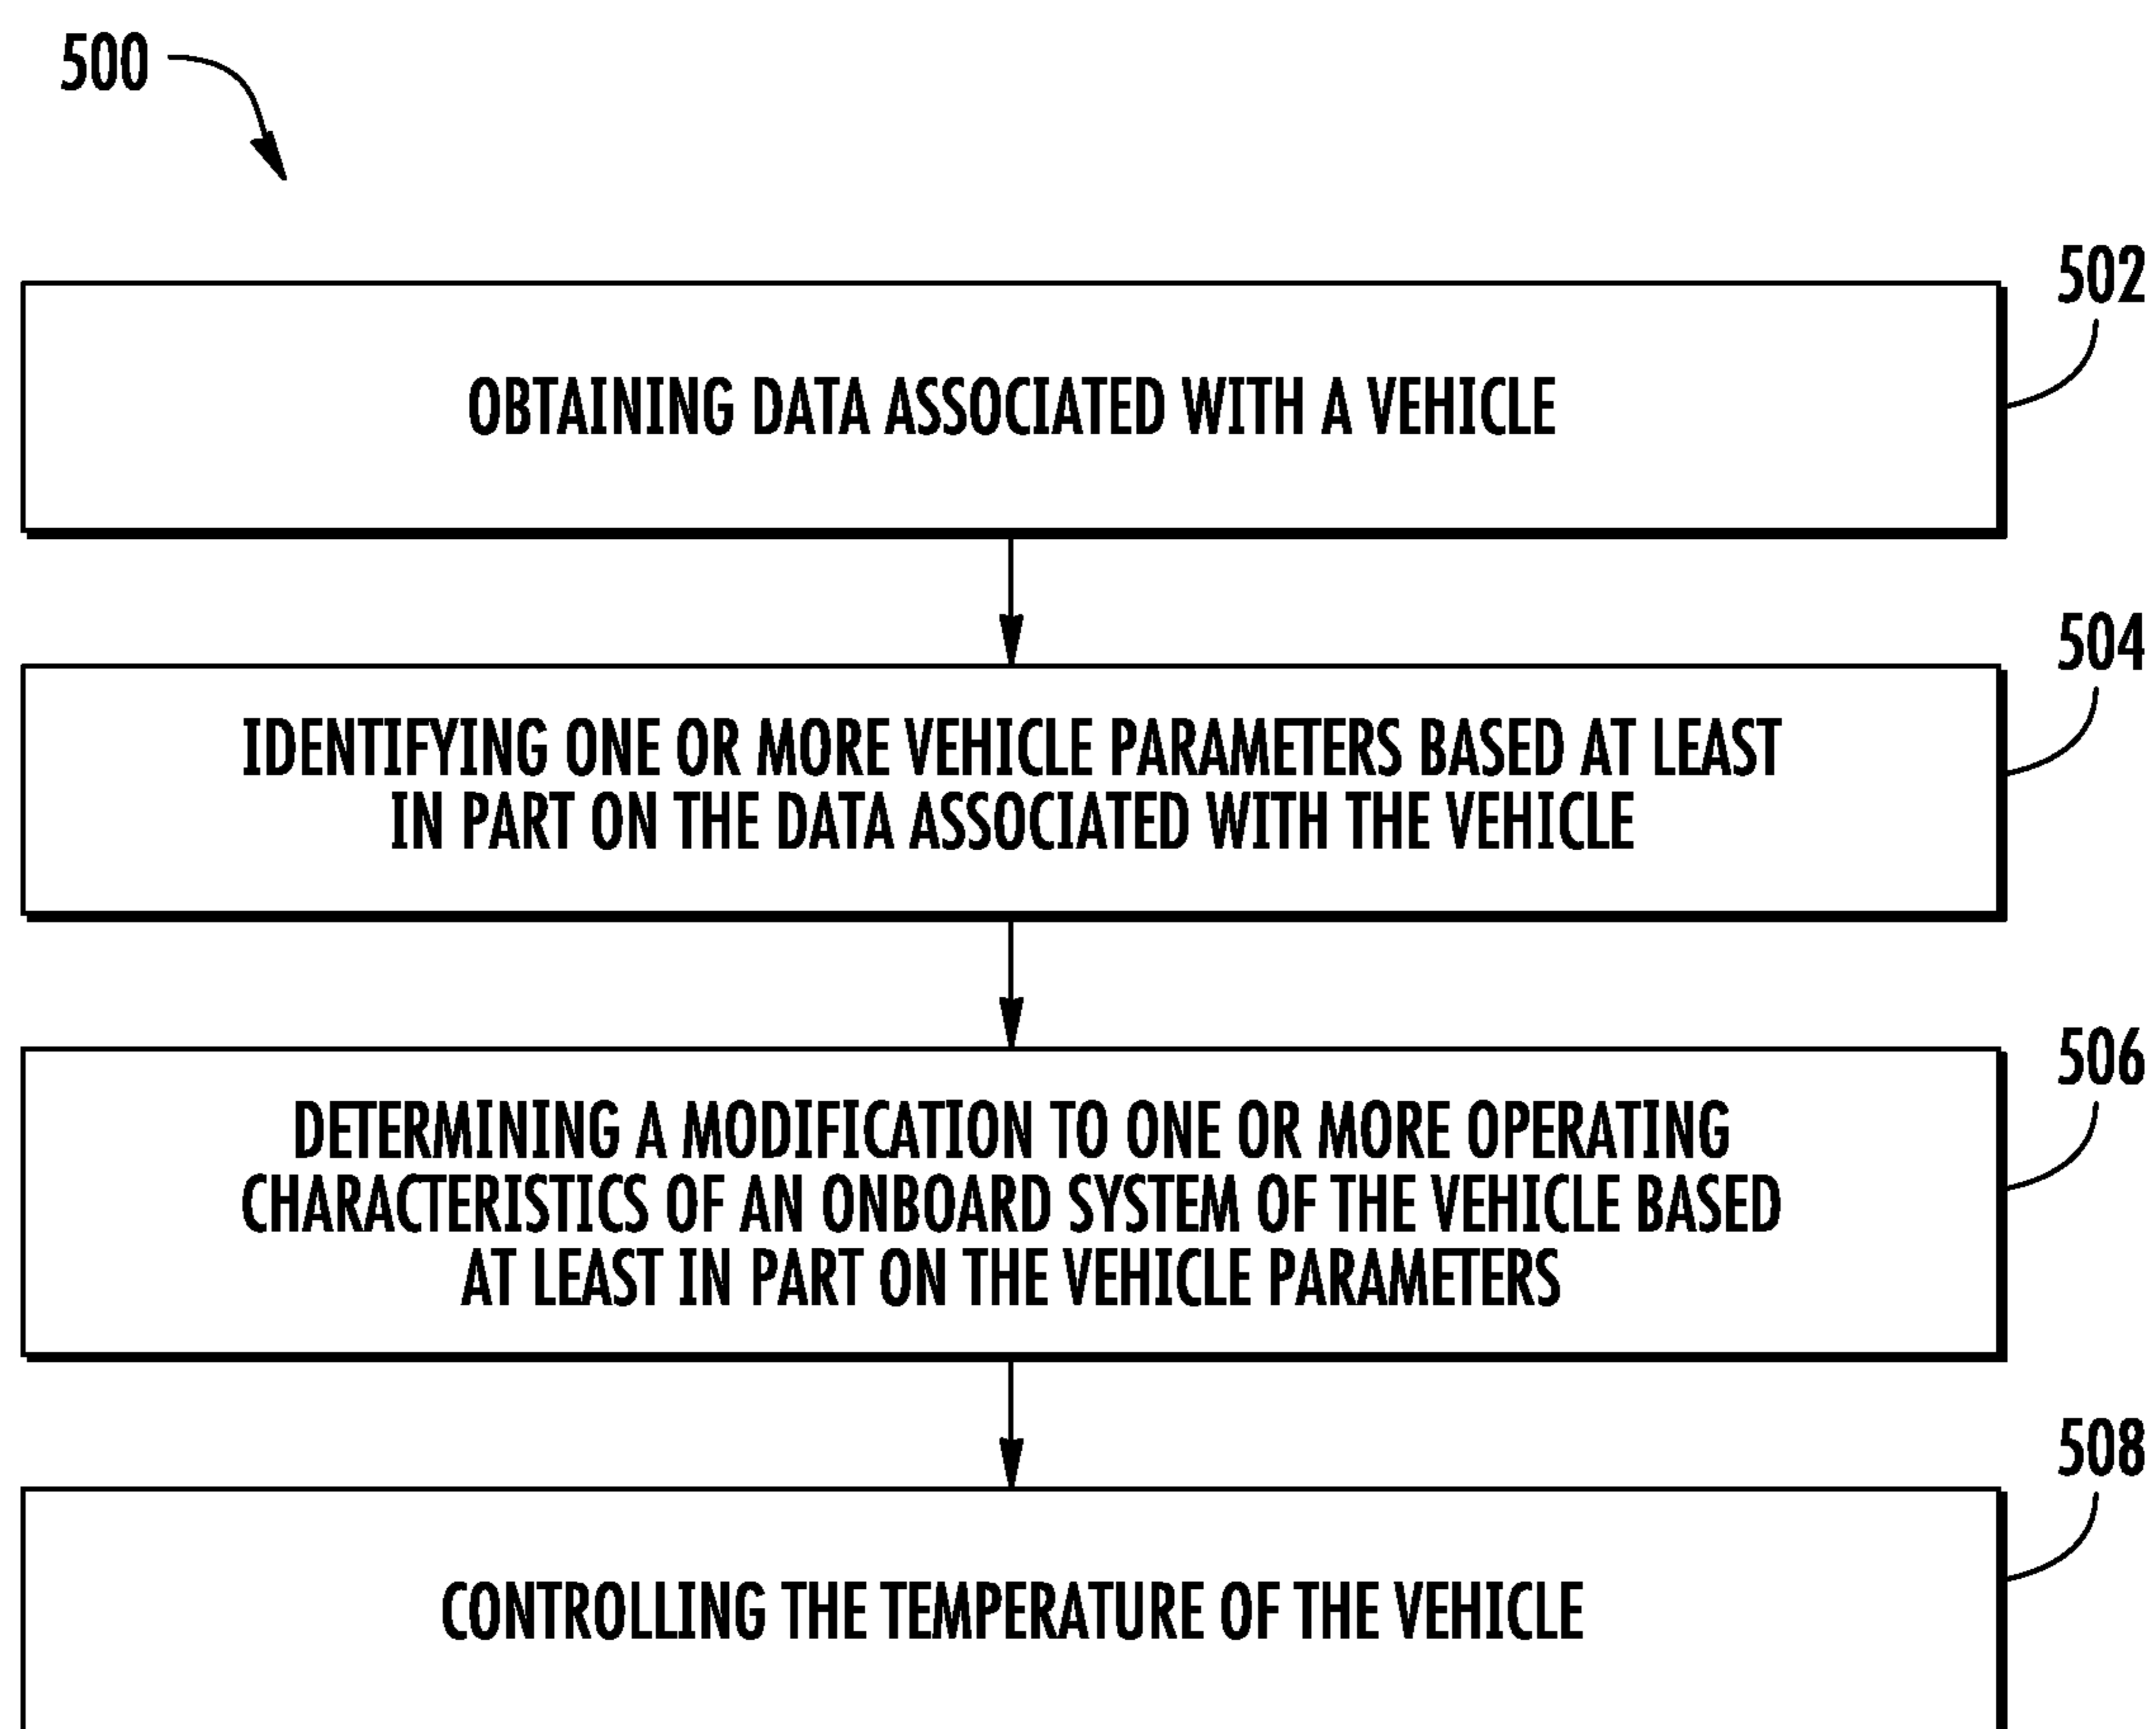 500
502
OBTAINING DATA ASSOCIATED WITH A VEHICLE
504
IDENTIFYING ONE OR MORE VEHICLE PARAMETERS BASED AT LEAST
IN PART ON THE DATA ASSOCIATED WITH THE VEHICLE
506
DETERMINING A MODIFICATION TO ONE OR MORE OPERATING
CHARACTERISTICS OF AN ONBOARD SYSTEM OF THE VEHICLE BASED
AT LEAST IN PART ON THE VEHICLE PARAMETERS
508
CONTROLLING THE TEMPERATURE OF THE VEHICLE